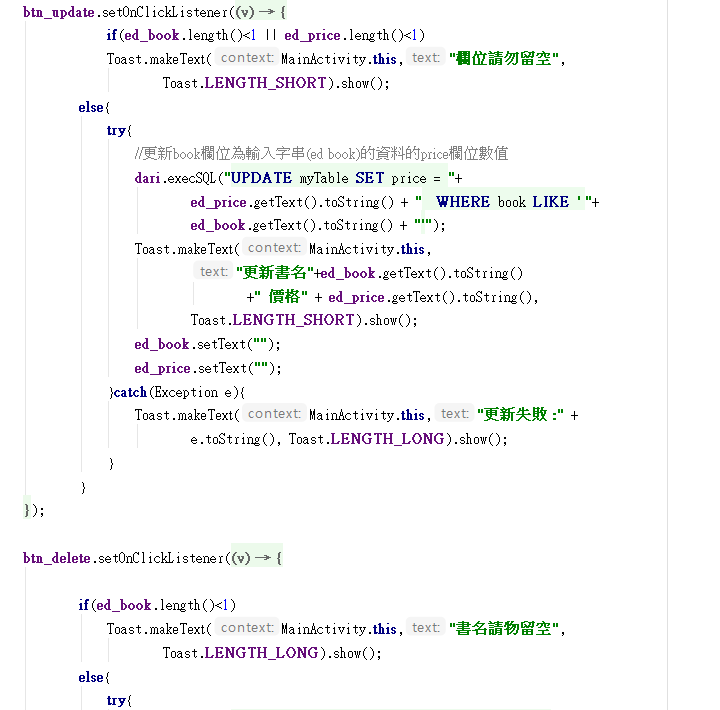 btn_update.setOnClickListener((v) → {
if(ed_book.length()<1 || ed_price.length()<1)
Toast.makeText( context: MainActivity.this, text: "欄位請勿留空",
Toast.LENGTH_SHORT).show();
else{
try{
//更新book欄位為輸入字串(ed book)的資料的price欄位數值
dari.execSQL("UPDATE myTable SET price = "+
ed_price.getText().toString() + "  WHERE book LIKE '"+
ed_book.getText().toString() + "'");
Toast.makeText( context: MainActivity.this,
text: "更新書名"+ed_book.getText().toString()
+" 價格" + ed_price.getText().toString(),
Toast.LENGTH_SHORT).show();
ed_book.setText("");
ed_price.setText("");
}catch(Exception e){
Toast.makeText( context: MainActivity.this, text: "更新失敗:" +
e.toString(), Toast.LENGTH_LONG).show();
}
}
});
btn_delete.setOnClickListener((v) → {
if(ed_book.length()<1)
Toast.makeText( context: MainActivity.this, text: "書名請物留空",
Toast.LENGTH_LONG).show();
else{
try{